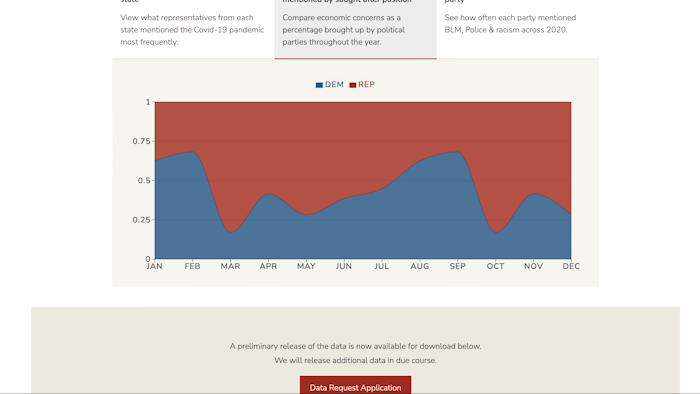 state
mentioned by sought after position
party
View what representatives from each
state mentioned the Covid-19 pandemic
most frequently.
Compare economic concerns as a
percentage brought up by political
parties throughout the year.
See how often each party mentioned
BLM, Police & racism across 2020.
DEM REP
1
0.75
0.5
0.25
0
JAN FEB MAR APR MAY JUN JUL AUG SEP OCT NOV DEC
A preliminary release of the data is now available for download below.
We will release additional data in due course.
Data Request Application